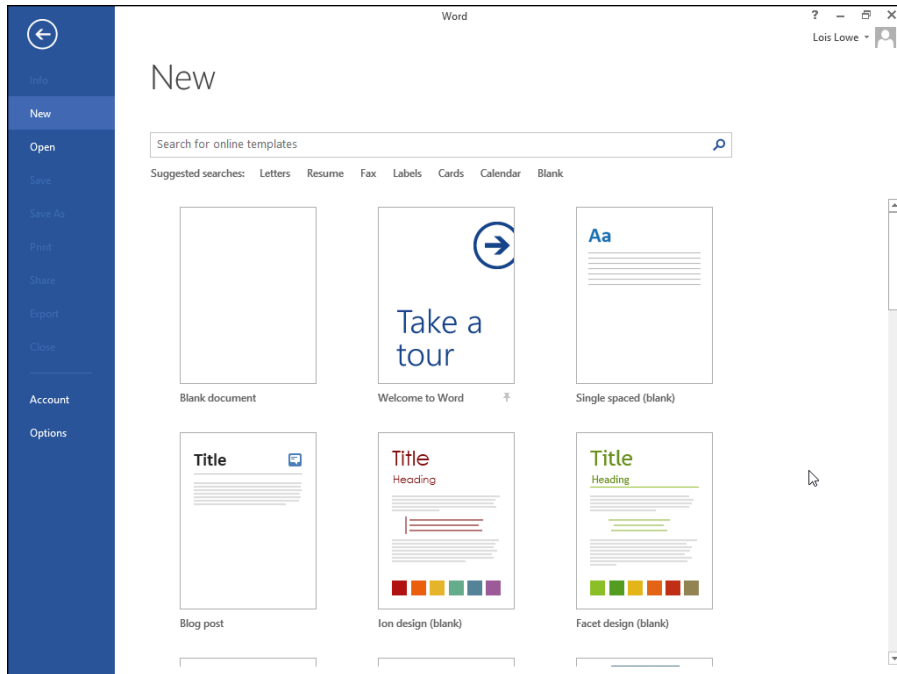 Word
?
Lois Lowe
Info
New
Open
Save
Save As
Print
Share
Export
Close
Account
Options
New
Search for online templates
Suggested searches: Letters Resume Fax Labels Cards Calendar Blank
Take a
tour
Aa
Blank document Welcome to Word Single spaced (blank)
Title Title Title
Heading Heading
Blog post Ion design (blank) Facet design (blank)